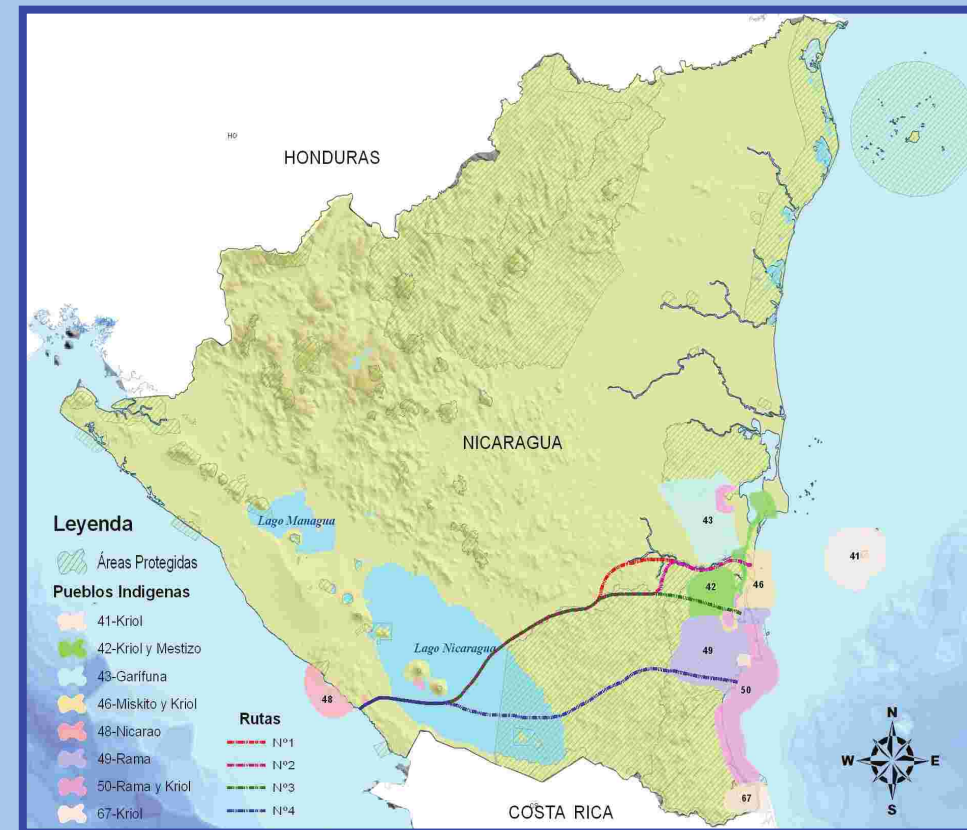 HO
HONDURAS
NICARAGUA
Lago Managua
Lago Nicaragua
COSTA RICA
43
41
42
46
49
50
48
67
Leyenda
Áreas Protegidas
Pueblos Indigenas
41-Kriol
42-Kriol y Mestizo
43-Garífuna
46-Miskito y Kriol
48-Nicarao
49-Rama
50-Rama y Kriol
67-Kriol
Rutas
Nº1
Nº2
Nº3
Nº4
N
W
E
S